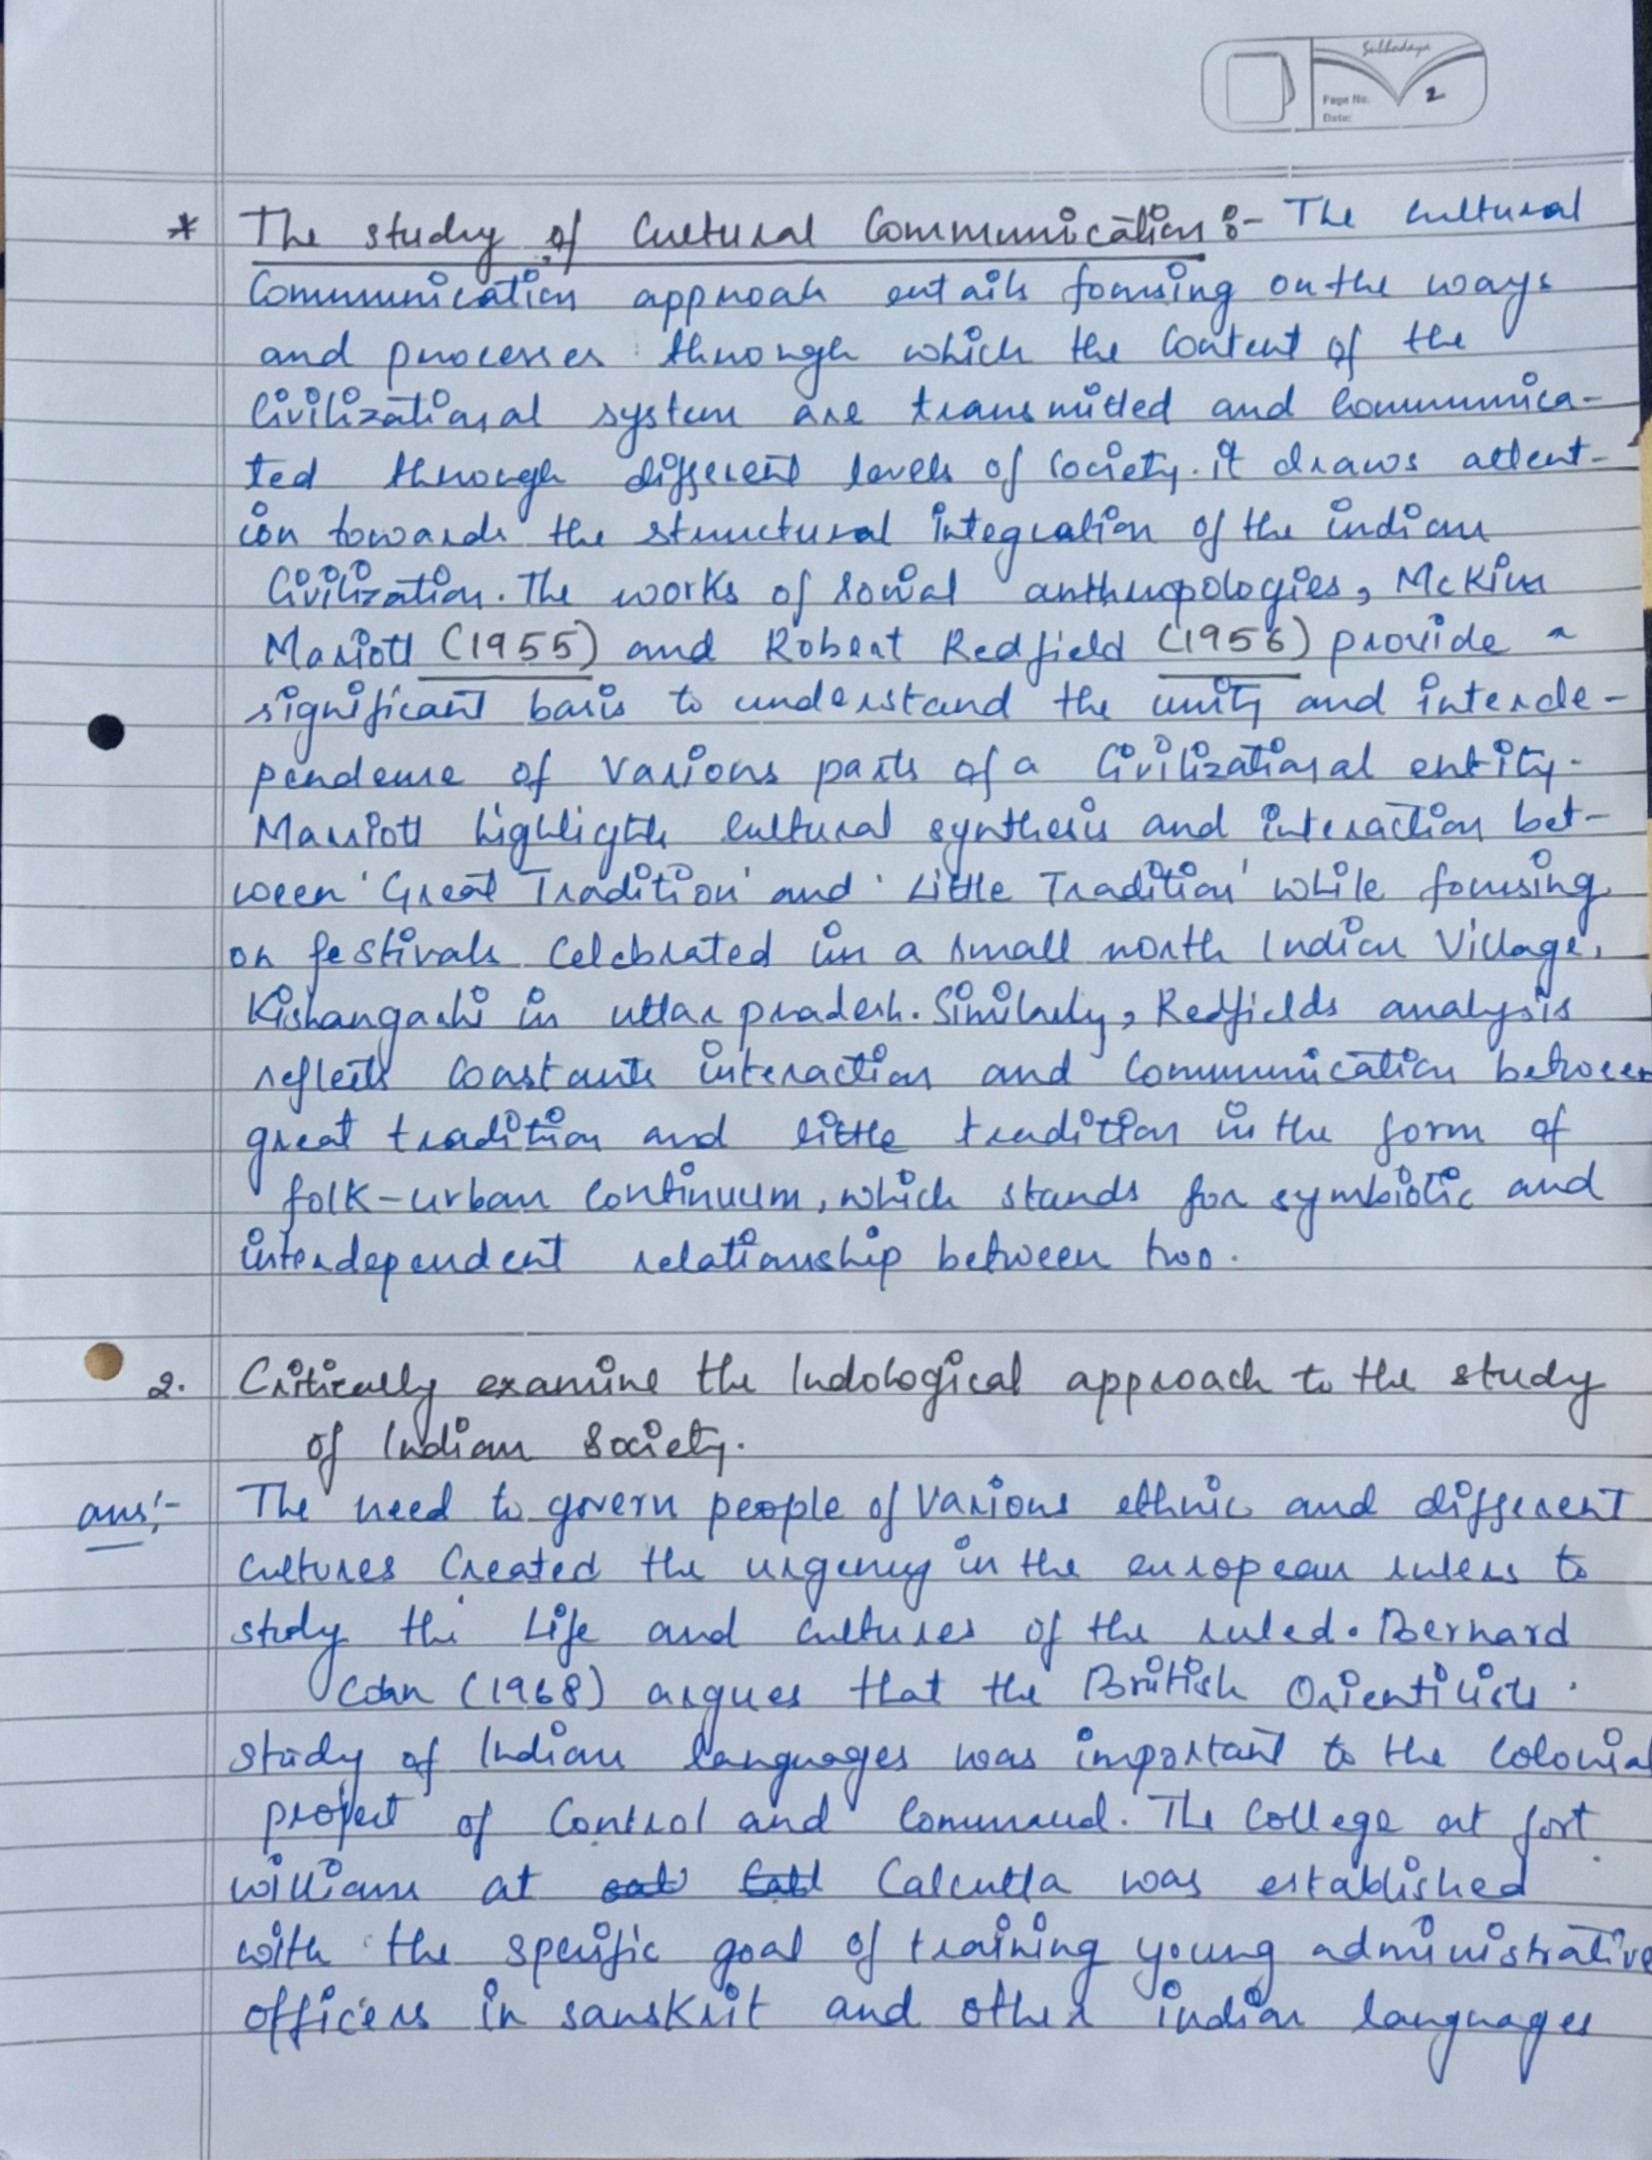 Subhodaya
Page No. 2
Date:
* The study of Cultural Communication :- The Cultural
Communication approach entails focusing on the ways
and processes through which the Content of the
Civilizational system are transmitted and Communica-
ted through different levels of society. it draws attent-
ion towards the structural integration of the indian
Civilization. The works of social anthropologies, McKim
Mariott (1955) and Robert Redfield (1956) provide a
significant basis to understand the unity and interde-
pendence of Various parts of a Civilizational entity.
Marriott highlights Cultural synthesis and interaction bet-
ween 'Great Tradition' and 'Little Tradition' while focusing
on festivals Celebrated in a small north Indian Village,
Kishangarhi in uttar pradesh. Similarly, Redfields analysis
reflects Constants interaction and Communication between
great tradition and little tradition in the form of
folk-urban Continuum, which stands for symbiotic and
interdependent relationship between two.
2. Critically examine the Indological approach to the study
of Indian Society.
ans:- The need to govern people of Various ethnic and different
Cultures Created the urgency in the european rulers to
study the Life and Cultures of the ruled. Bernard
Cohn (1968) argues that the British Orientilists
study of Indian languages was important to the Colonial
project of Control and Command. The College at fort
william at Calcutta was established
with the specific goal of training young administrative
officers in sanskrit and other indian languages